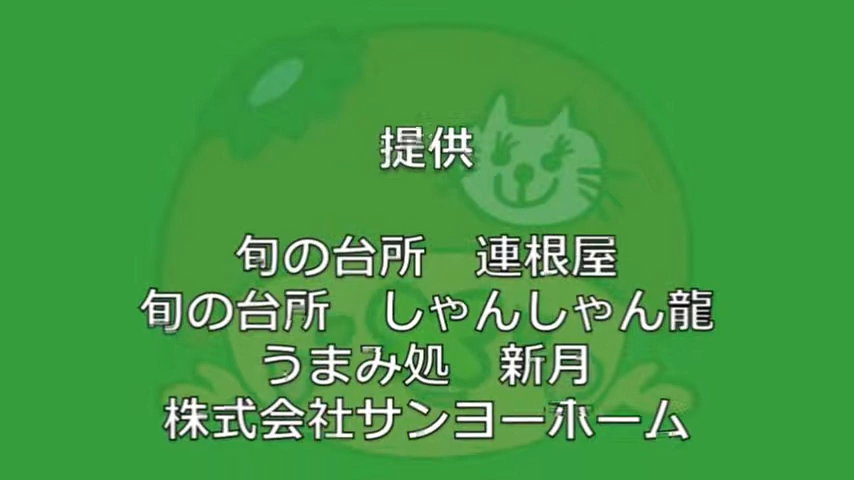 提供
旬の台所　連根屋
旬の台所　しゃんしゃん龍
うまみ処　新月
株式会社サンヨーホーム